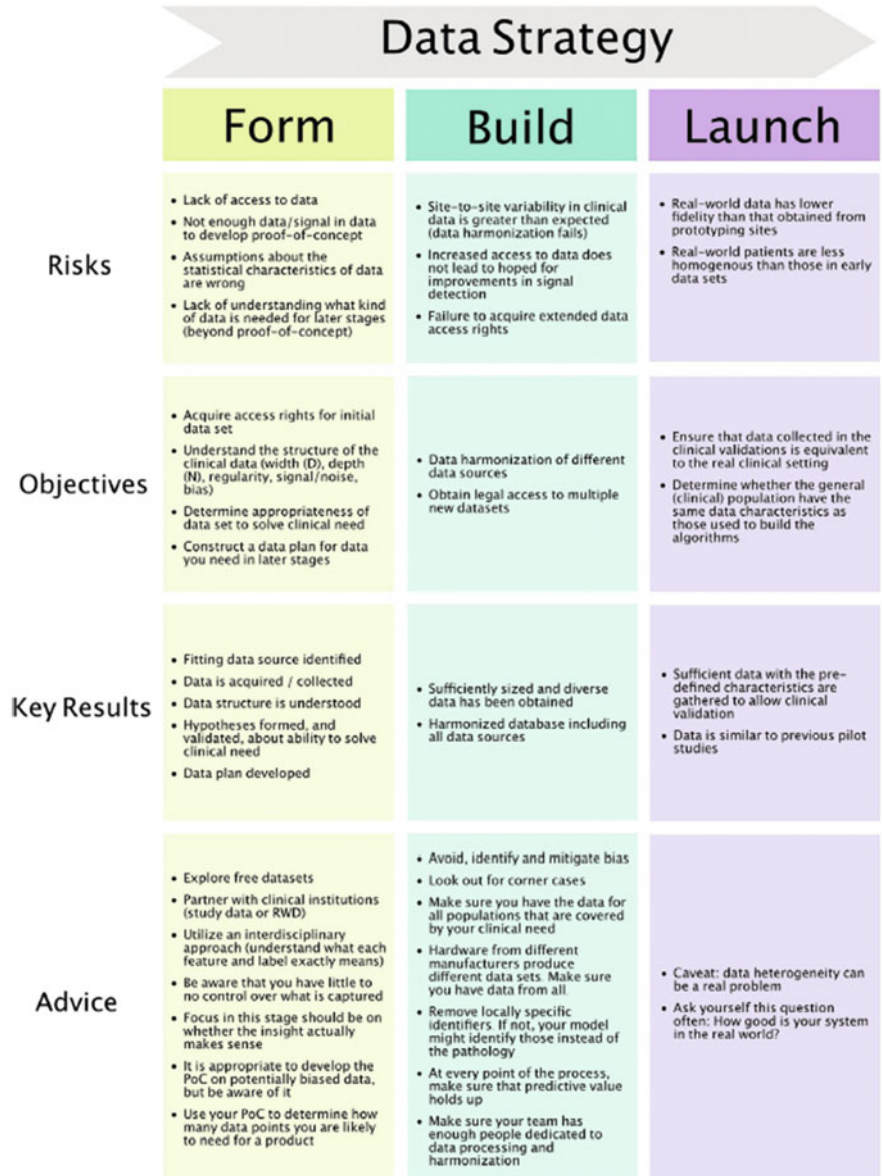 Data Strategy
Form
Build
Launch
Risks
• Lack of access to data
• Not enough data/signal in data
to develop proof-of-concept
• Assumptions about the
statistical characteristics of data
are wrong
• Lack of understanding what kind
of data is needed for later stages
(beyond proof-of-concept)
• Site-to-site variability in clinical
data is greater than expected
(data harmonization fails)
• Increased access to data does
not lead to hoped for
improvements in signal
detection
• Failure to acquire extended data
access rights
• Real-world data has lower
fidelity than that obtained from
prototyping sites
• Real-world patients are less
homogenous than those in early
data sets
Objectives
• Acquire access rights for initial
data set
• Understand the structure of the
clinical data (width (D), depth
(N), regularity, signal/noise,
bias)
• Determine appropriateness of
data set to solve clinical need
• Construct a data plan for data
you need in later stages
• Data harmonization of different
data sources
• Obtain legal access to multiple
new datasets
• Ensure that data collected in the
clinical validations is equivalent
to the real clinical setting
• Determine whether the general
(clinical) population have the
same data characteristics as
those used to build the
algorithms
Key Results
• Fitting data source identified
• Data is acquired / collected
• Data structure is understood
• Hypotheses formed, and
validated, about ability to solve
clinical need
• Data plan developed
• Sufficiently sized and diverse
data has been obtained
• Harmonized database including
all data sources
• Sufficient data with the pre-
defined characteristics are
gathered to allow clinical
validation
• Data is similar to previous pilot
studies
Advice
• Explore free datasets
• Partner with clinical institutions
(study data or RWD)
• Utilize an interdisciplinary
approach (understand what each
feature and label exactly means)
• Be aware that you have little to
no control over what is captured
• Focus in this stage should be on
whether the insight actually
makes sense
• It is appropriate to develop the
PoC on potentially biased data,
but be aware of it
• Use your PoC to determine how
many data points you are likely
to need for a product
• Avoid, identify and mitigate bias
• Look out for corner cases
• Make sure you have the data for
all populations that are covered
by your clinical need
• Hardware from different
manufacturers produce
different data sets. Make sure
you have data from all.
• Remove locally specific
identifiers. If not, your model
might identify those instead of
the pathology
• At every point of the process,
make sure that predictive value
holds up
• Make sure your team has
enough people dedicated to
data processing and
harmonization
• Caveat: data heterogeneity can
be a real problem
• Ask yourself this question
often: How good is your system
in the real world?